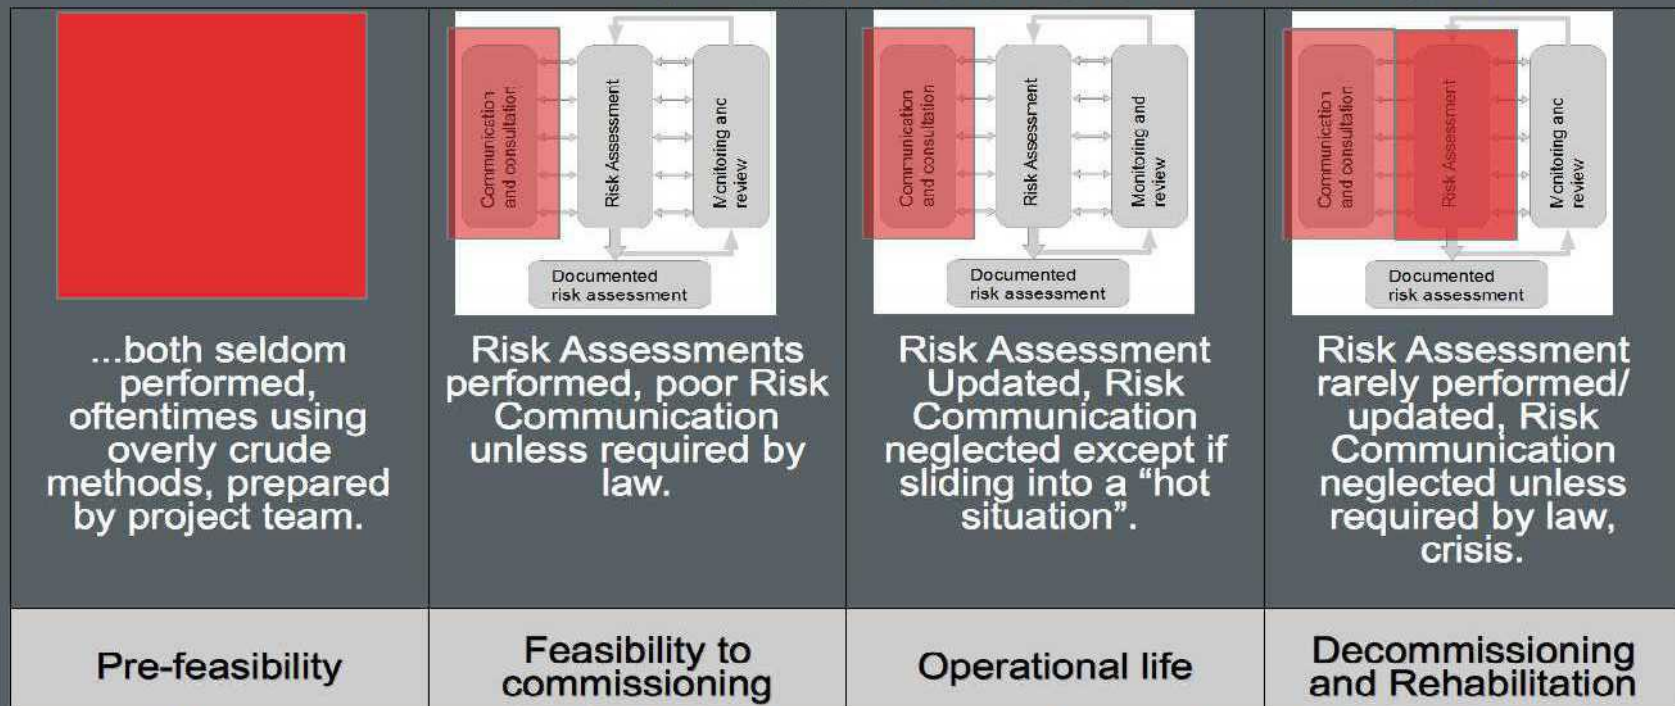 ...both seldom
performed,
oftentimes using
overly crude
methods, prepared
by project team.
Pre-feasibility
Communication
and consultation
Risk Assessment
Monitoring and
review
Documented
risk assessment
Risk Assessments
performed, poor Risk
Communication
unless required by
law.
Feasibility to
commissioning
Communication
and consultation
Risk Assessment
Monitoring and
review
Documented
risk assessment
Risk Assessment
Updated, Risk
Communication
neglected except if
sliding into a “hot
situation”.
Operational life
Communication
and consultation
Risk Assessment
Monitoring and
review
Documented
risk assessment
Risk Assessment
rarely performed/
updated, Risk
Communication
neglected unless
required by law,
crisis.
Decommissioning
and Rehabilitation